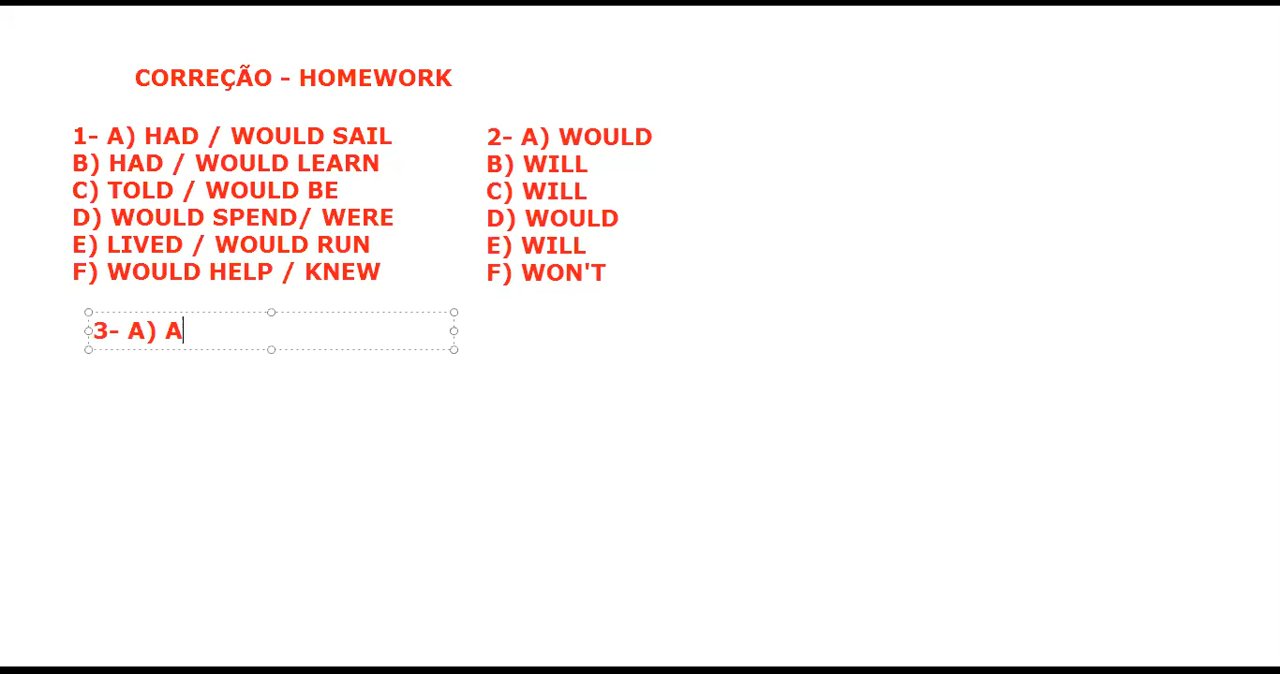 CORREÇÃO - HOMEWORK
1- A) HAD / WOULD SAIL
B) HAD / WOULD LEARN
C) TOLD / WOULD BE
D) WOULD SPEND/ WERE
E) LIVED / WOULD RUN
F) WOULD HELP / KNEW
2- A) WOULD
B) WILL
C) WILL
D) WOULD
E) WILL
F) WON'T
3- A) A